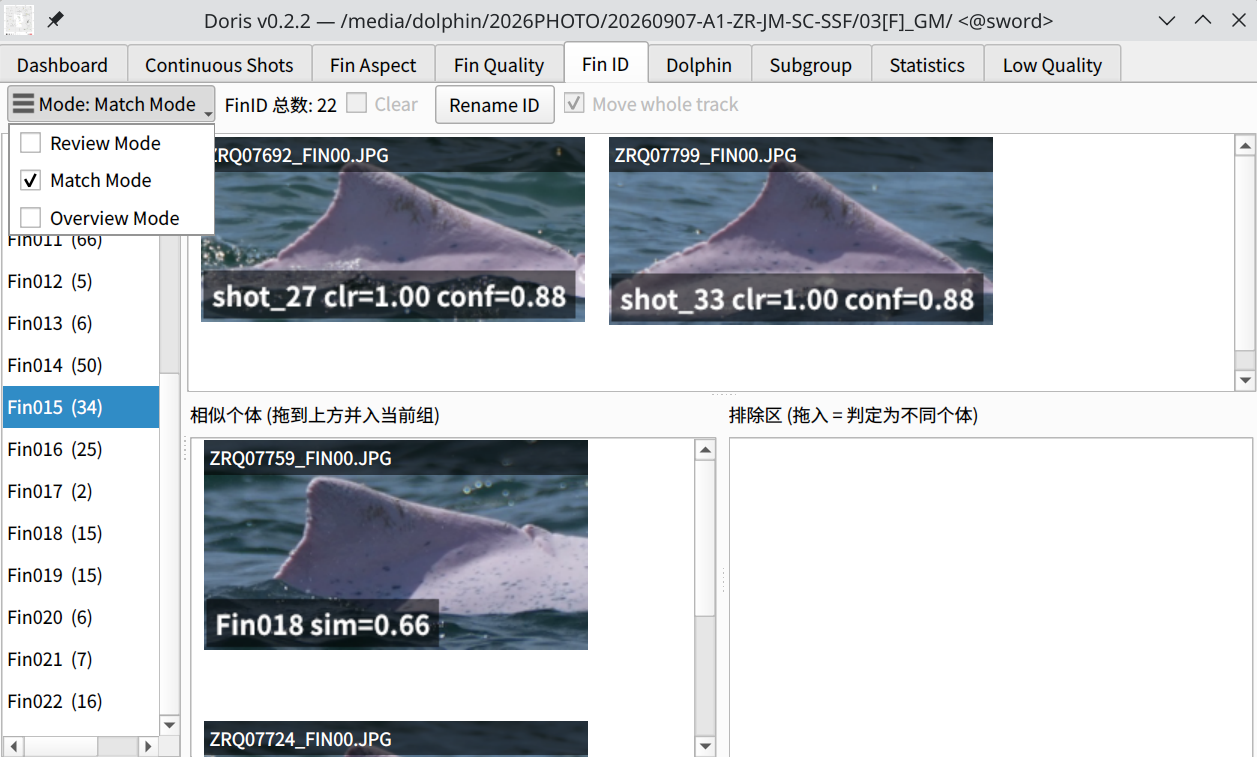 Doris v0.2.2 — /media/dolphin/2026PHOTO/20260907-A1-ZR-JM-SC-SSF/03[F]_GM/ <@sword>
Dashboard Continuous Shots Fin Aspect Fin Quality Fin ID Dolphin Subgroup Statistics Low Quality
Mode: Match Mode FinID 总数: 22 Clear Rename ID Move whole track
Review Mode
Match Mode
Overview Mode
Fin011 (66)
Fin012 (5)
Fin013 (6)
Fin014 (50)
Fin015 (34)
Fin016 (25)
Fin017 (2)
Fin018 (15)
Fin019 (15)
Fin020 (6)
Fin021 (7)
Fin022 (16)
ZRQ07692_FIN00.JPG
shot_27 clr=1.00 conf=0.88
ZRQ07799_FIN00.JPG
shot_33 clr=1.00 conf=0.88
相似个体 (拖到上方并入当前组)
ZRQ07759_FIN00.JPG
Fin018 sim=0.66
ZRQ07724_FIN00.JPG
排除区 (拖入 = 判定为不同个体)